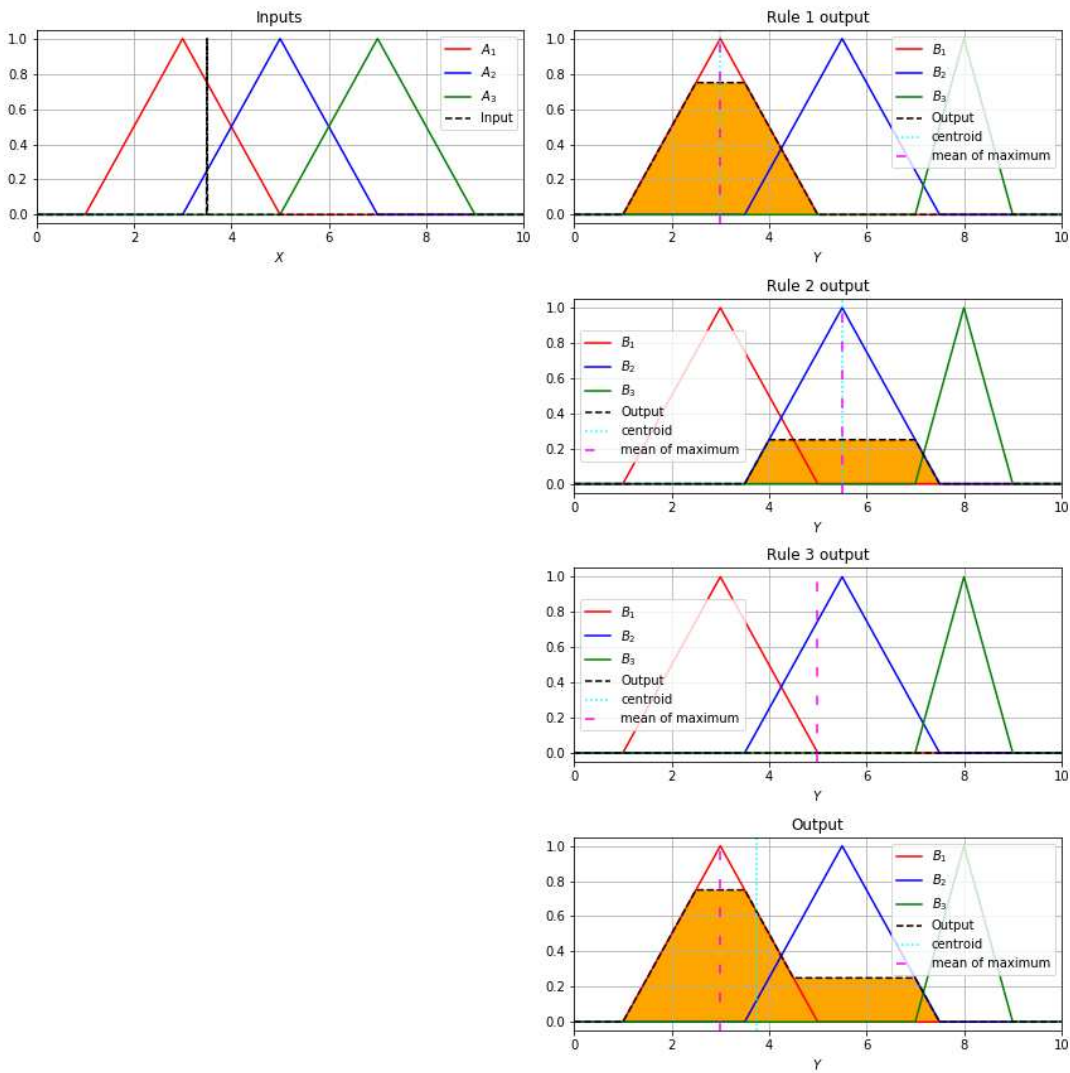 Inputs
1.0
0.8
0.6
0.4
0.2
0.0
A₁
A₂
A₃
Input
0 2 4 6 8 10
X
Rule 1 output
1.0
0.8
0.6
0.4
0.2
0.0
B₁
B₂
B₃
Output
centroid
mean of maximum
0 2 4 6 8 10
Y
Rule 2 output
1.0
0.8
0.6
0.4
0.2
0.0
B₁
B₂
B₃
Output
centroid
mean of maximum
0 2 4 6 8 10
Y
Rule 3 output
1.0
0.8
0.6
0.4
0.2
0.0
B₁
B₂
B₃
Output
centroid
mean of maximum
0 2 4 6 8 10
Y
Output
1.0
0.8
0.6
0.4
0.2
0.0
B₁
B₂
B₃
Output
centroid
mean of maximum
0 2 4 6 8 10
Y